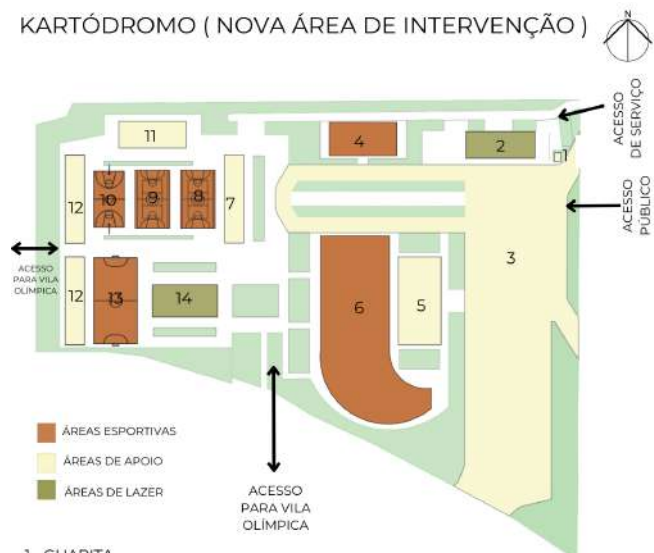 KARTÓDROMO ( NOVA ÁREA DE INTERVENÇÃO )
N
ACESSO
DE SERVIÇO
11
4
2
1
ACESSO
PÚBLICO
10
9
8
7
12
3
ACESSO
PARA VILA
OLÍMPICA
12
13
14
6
5
ÁREAS ESPORTIVAS
ÁREAS DE APOIO
ÁREAS DE LAZER
ACESSO
PARA VILA
OLÍMPICA
1 - GUARITA